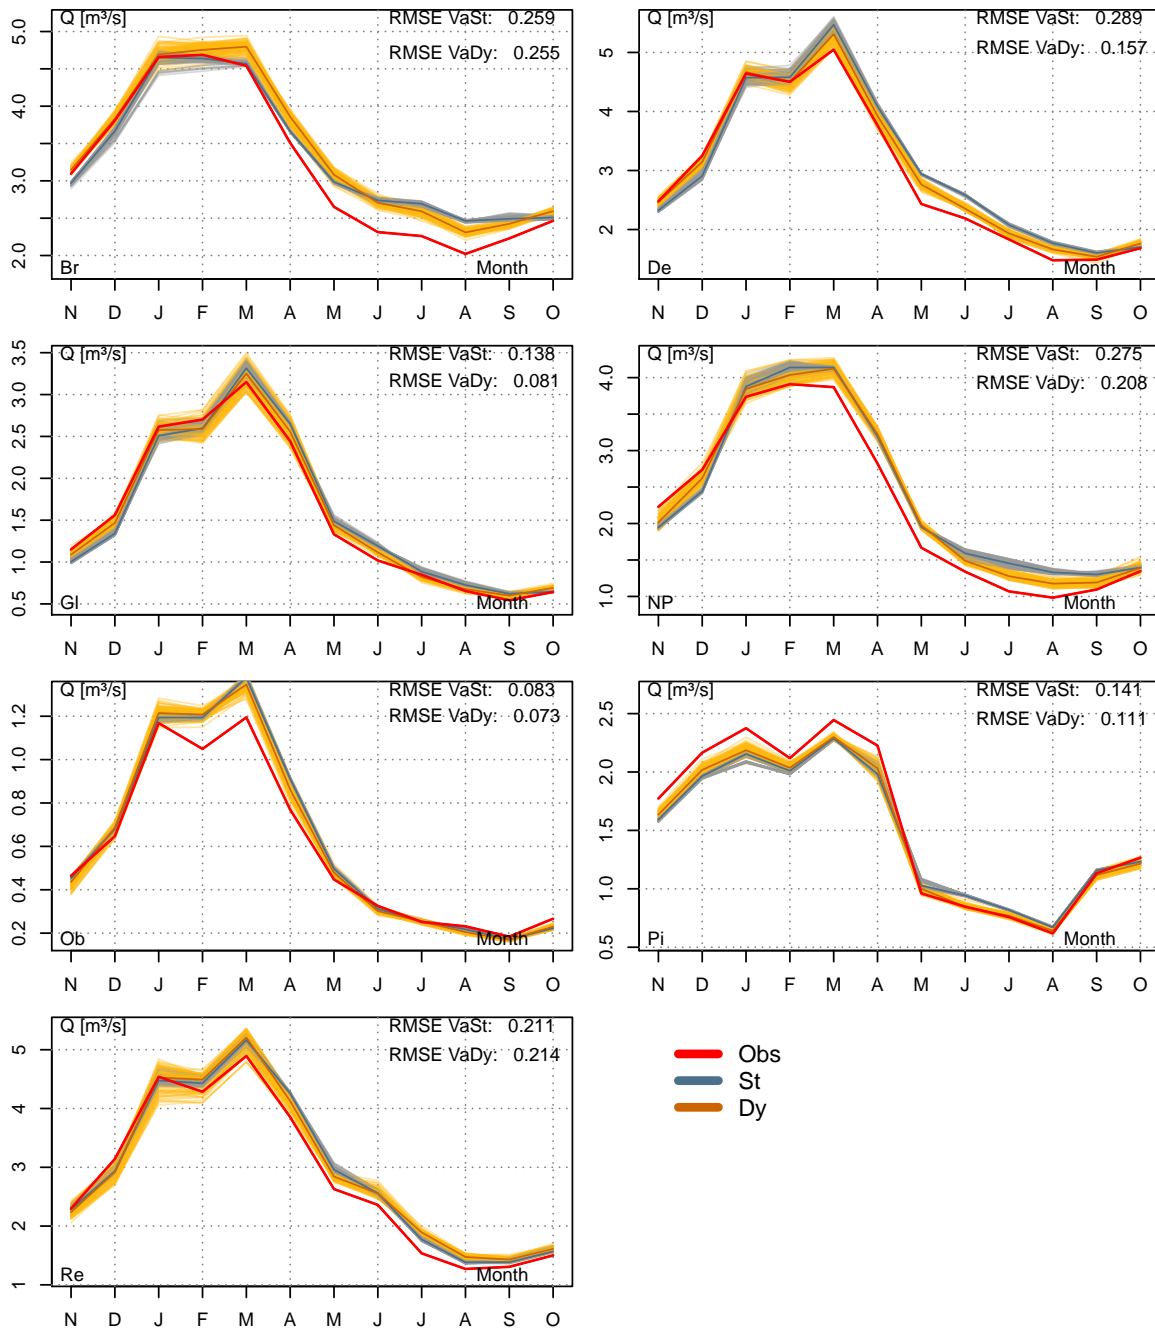 Q [m³/s]
RMSE VaSt: 0.259
RMSE VaDy: 0.255
5.0
4.0
3.0
2.0
Br
Month
N D J F M A M J J A S O
Q [m³/s]
RMSE VaSt: 0.289
RMSE VaDy: 0.157
5
4
3
2
De
Month
N D J F M A M J J A S O
Q [m³/s]
RMSE VaSt: 0.138
RMSE VaDy: 0.081
3.5
3.0
2.5
2.0
1.5
1.0
0.5
Gl
Month
N D J F M A M J J A S O
Q [m³/s]
RMSE VaSt: 0.275
RMSE VaDy: 0.208
4.0
3.0
2.0
1.0
NP
Month
N D J F M A M J J A S O
Q [m³/s]
RMSE VaSt: 0.083
RMSE VaDy: 0.073
1.2
1.0
0.8
0.6
0.4
0.2
Ob
Month
N D J F M A M J J A S O
Q [m³/s]
RMSE VaSt: 0.141
RMSE VaDy: 0.111
2.5
2.0
1.5
1.0
0.5
Pi
Month
N D J F M A M J J A S O
Q [m³/s]
RMSE VaSt: 0.211
RMSE VaDy: 0.214
5
4
3
2
1
Re
Month
N D J F M A M J J A S O
Obs
St
Dy